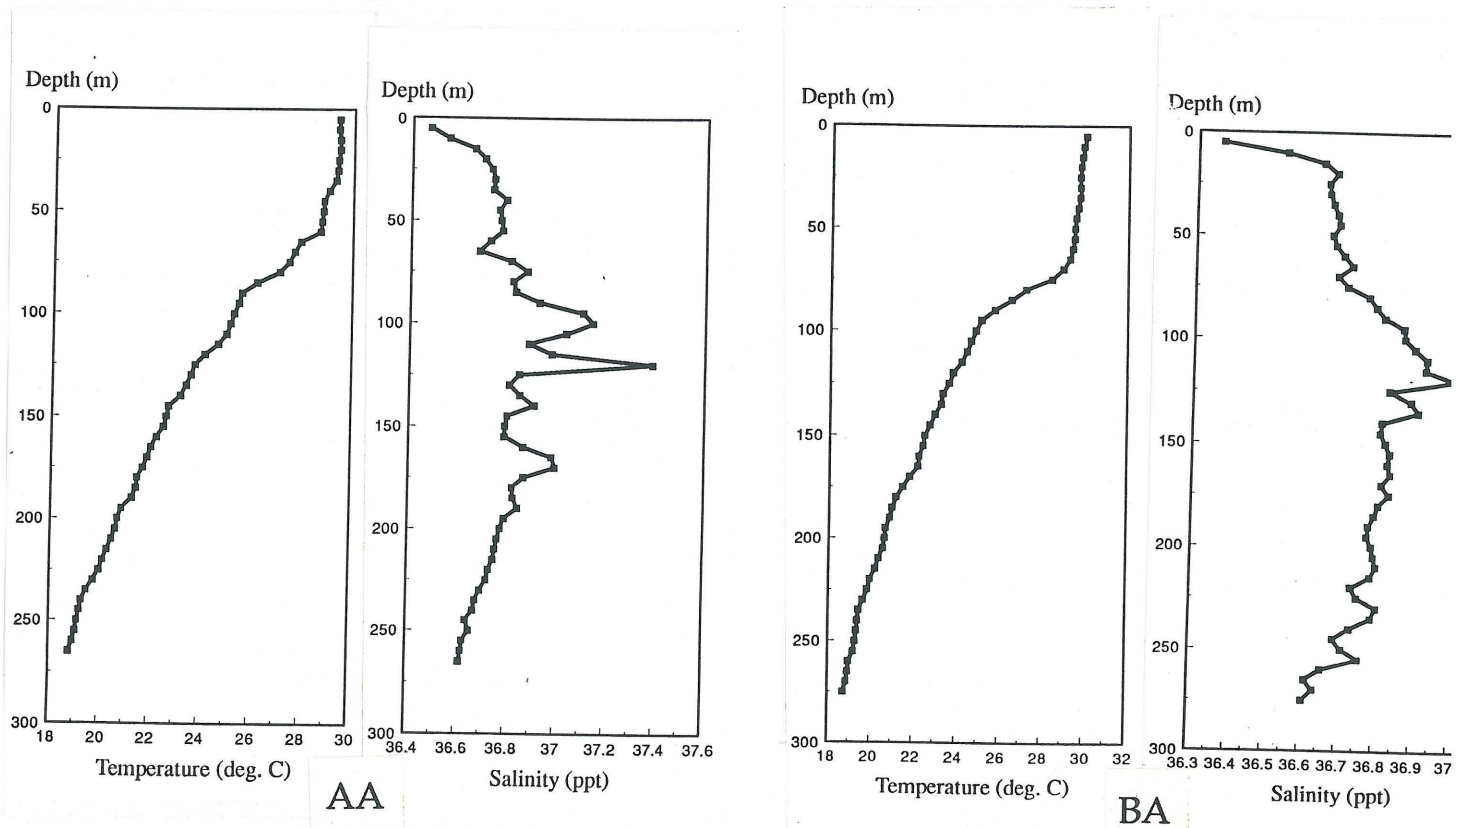 Depth (m)
0
50
100
150
200
250
300
18 20 22 24 26 28 30
Temperature (deg. C)
Depth (m)
0
50
100
150
200
250
300
36.4 36.6 36.8 37 37.2 37.4 37.6
Salinity (ppt)
AA
Depth (m)
0
50
100
150
200
250
300
18 20 22 24 26 28 30 32
Temperature (deg. C)
Depth (m)
0
50
100
150
200
250
300
36.3 36.4 36.5 36.6 36.7 36.8 36.9 37
Salinity (ppt)
BA